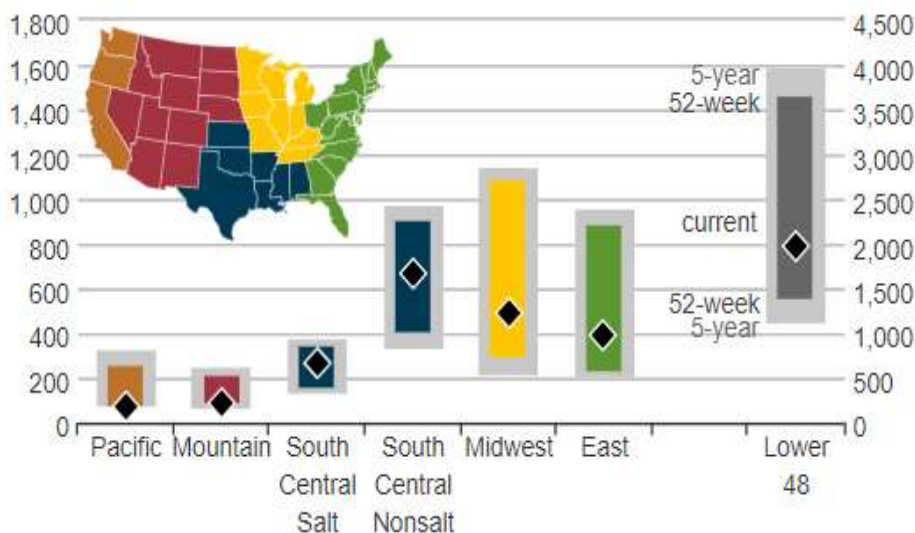 1,800
1,600
1,400
1,200
1,000
800
600
400
200
0
4,500
4,000
3,500
3,000
2,500
2,000
1,500
1,000
500
0
5-year
52-week
current
52-week
5-year
Pacific
Mountain
South
Central
Salt
South
Central
Nonsalt
Midwest
East
Lower
48